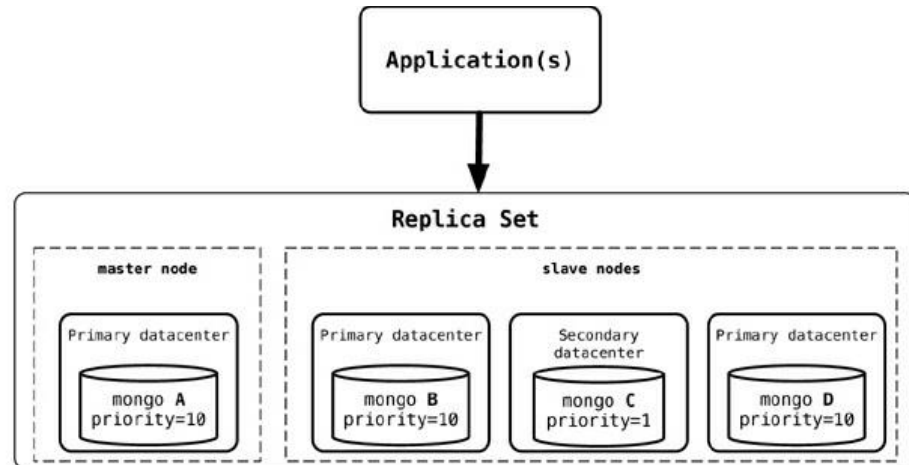 Application(s)
Replica Set
master node
slave nodes
Primary datacenter
mongo A
priority=10
Primary datacenter
mongo B
priority=10
Secondary
datacenter
mongo C
priority=1
Primary datacenter
mongo D
priority=10